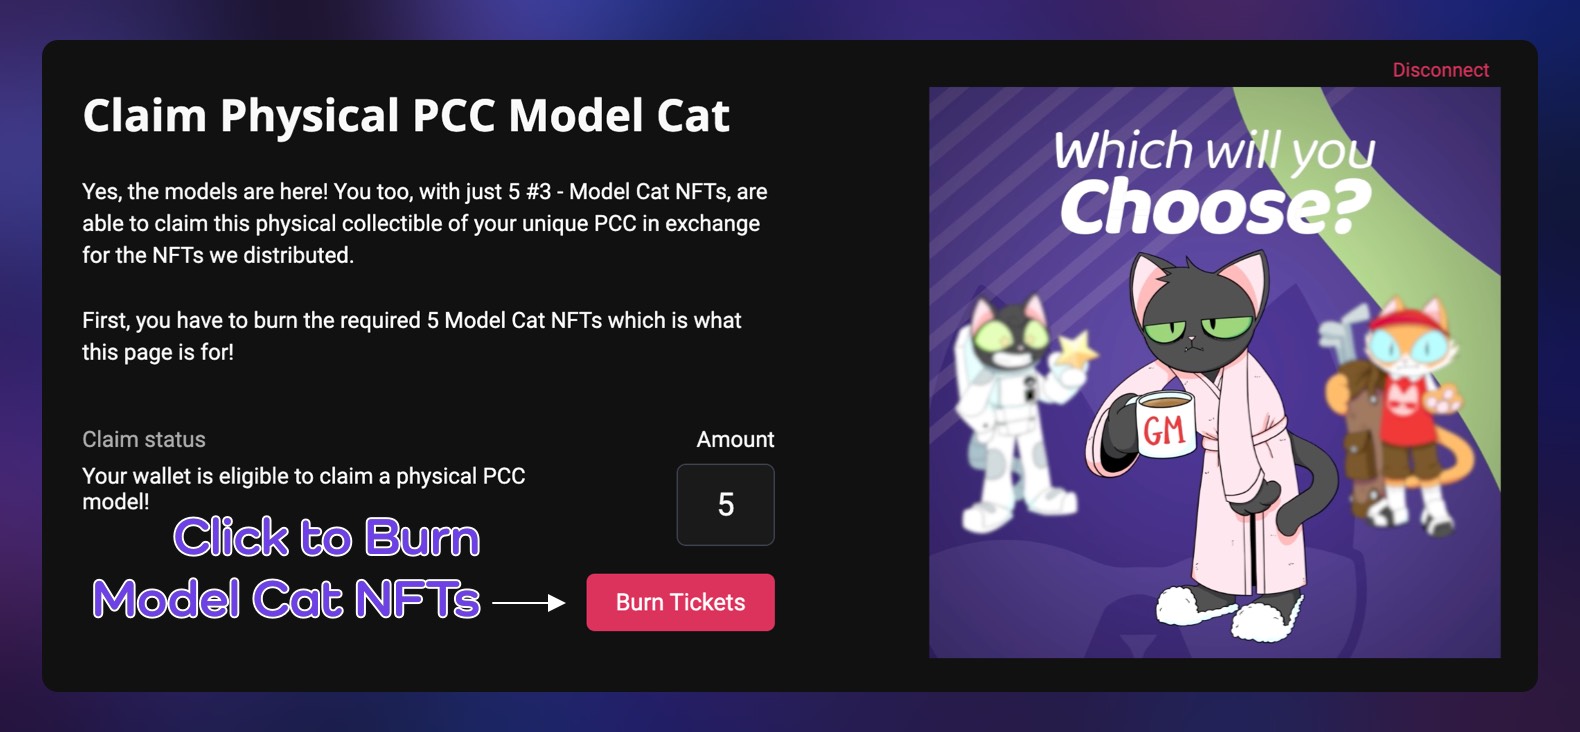 Disconnect
Claim Physical PCC Model Cat
Yes, the models are here! You too, with just 5 #3 - Model Cat NFTs, are
able to claim this physical collectible of your unique PCC in exchange
for the NFTs we distributed.
First, you have to burn the required 5 Model Cat NFTs which is what
this page is for!
Claim status
Your wallet is eligible to claim a physical PCC
model!
Amount
5
Click to Burn
Model Cat NFTs
Burn Tickets
Which will you
Choose?
GM